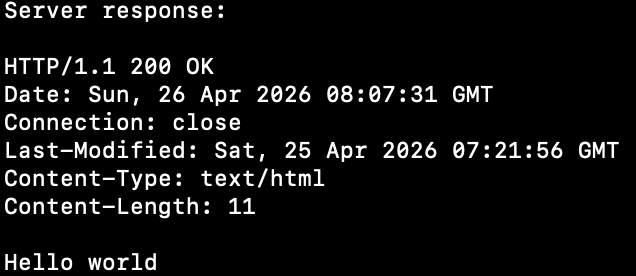 Server response:

HTTP/1.1 200 OK
Date: Sun, 26 Apr 2026 08:07:31 GMT
Connection: close
Last-Modified: Sat, 25 Apr 2026 07:21:56 GMT
Content-Type: text/html
Content-Length: 11

Hello world